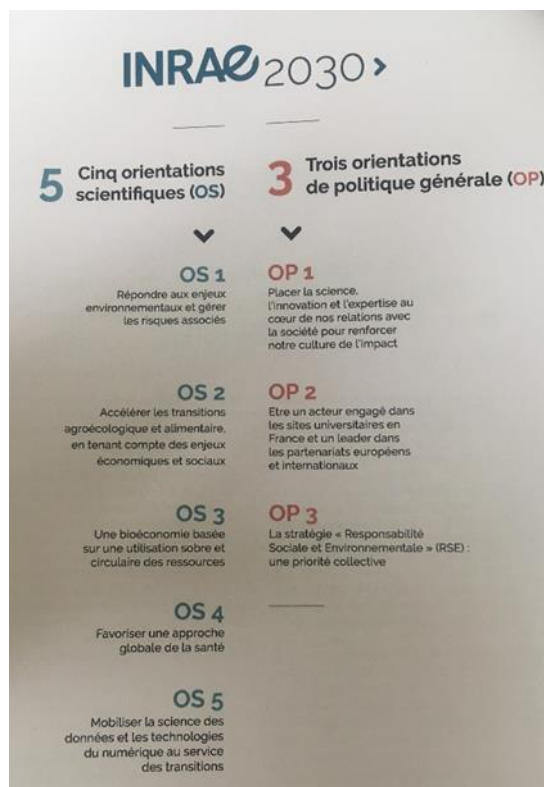 INRAE 2030 >
5 Cinq orientations
scientifiques (OS)
OS 1
Répondre aux enjeux
environnementaux et gérer
les risques associés
OS 2
Accélérer les transitions
agroécologique et alimentaire,
en tenant compte des enjeux
économiques et sociaux
OS 3
Une bioéconomie basée
sur une utilisation sobre et
circulaire des ressources
OS 4
Favoriser une approche
globale de la santé
OS 5
Mobiliser la science des
données et les technologies
du numérique au service
des transitions
3 Trois orientations
de politique générale (OP)
OP 1
Placer la science,
l'innovation et l'expertise au
cœur de nos relations avec
la société pour renforcer
notre culture de l'impact
OP 2
Etre un acteur engagé dans
les sites universitaires en
France et un leader dans
les partenariats européens
et internationaux
OP 3
La stratégie « Responsabilité
Sociale et Environnementale » (RSE) :
une priorité collective